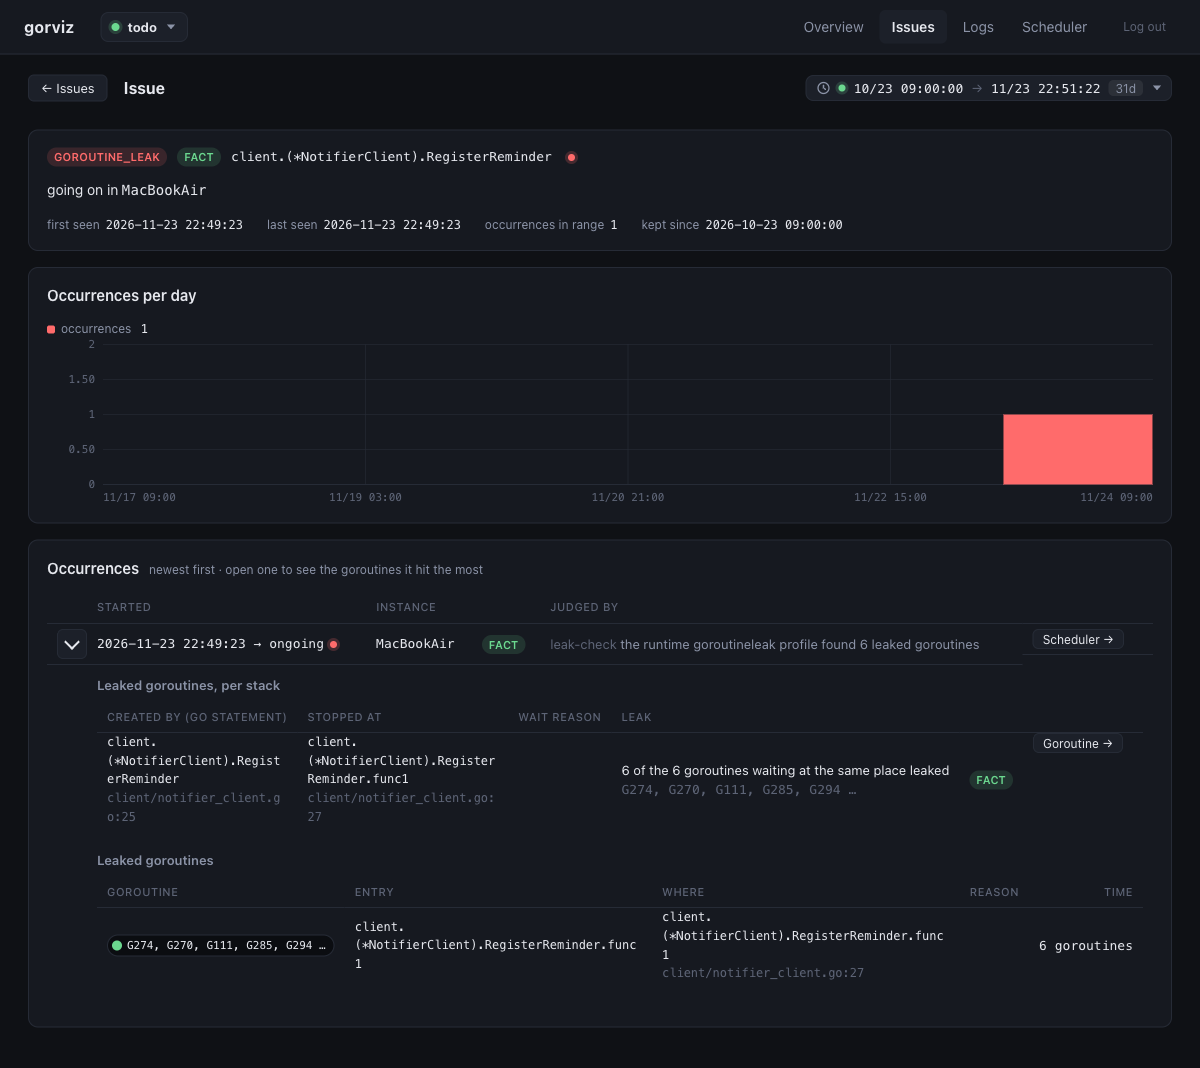 gorviz
todo
Overview Issues Logs Scheduler Log out
← Issues Issue
10/23 09:00:00 → 11/23 22:51:22 31d
GOROUTINE_LEAK FACT client.(*NotifierClient).RegisterReminder
going on in MacBookAir
first seen 2026-11-23 22:49:23 last seen 2026-11-23 22:49:23 occurrences in range 1 kept since 2026-10-23 09:00:00
Occurrences per day
occurrences 1
2
1.50
1
0.50
0
11/17 09:00 11/19 03:00 11/20 21:00 11/22 15:00 11/24 09:00
Occurrences newest first · open one to see the goroutines it hit the most
STARTED INSTANCE JUDGED BY
2026-11-23 22:49:23 → ongoing MacBookAir FACT leak-check the runtime goroutineleak profile found 6 leaked goroutines Scheduler →
Leaked goroutines, per stack
CREATED BY (GO STATEMENT) STOPPED AT WAIT REASON LEAK
client.
(*NotifierClient).Regist
erReminder
client/notifier_client.g
o:25
client.
(*NotifierClient).Register
Reminder.func1
client/notifier_client.go:
27
6 of the 6 goroutines waiting at the same place leaked
G274, G270, G111, G285, G294 …
FACT
Goroutine →
Leaked goroutines
GOROUTINE ENTRY WHERE REASON TIME
G274, G270, G111, G285, G294 …
client.
(*NotifierClient).RegisterReminder.func
1
client.
(*NotifierClient).RegisterReminder.func
1
client/notifier_client.go:27
6 goroutines